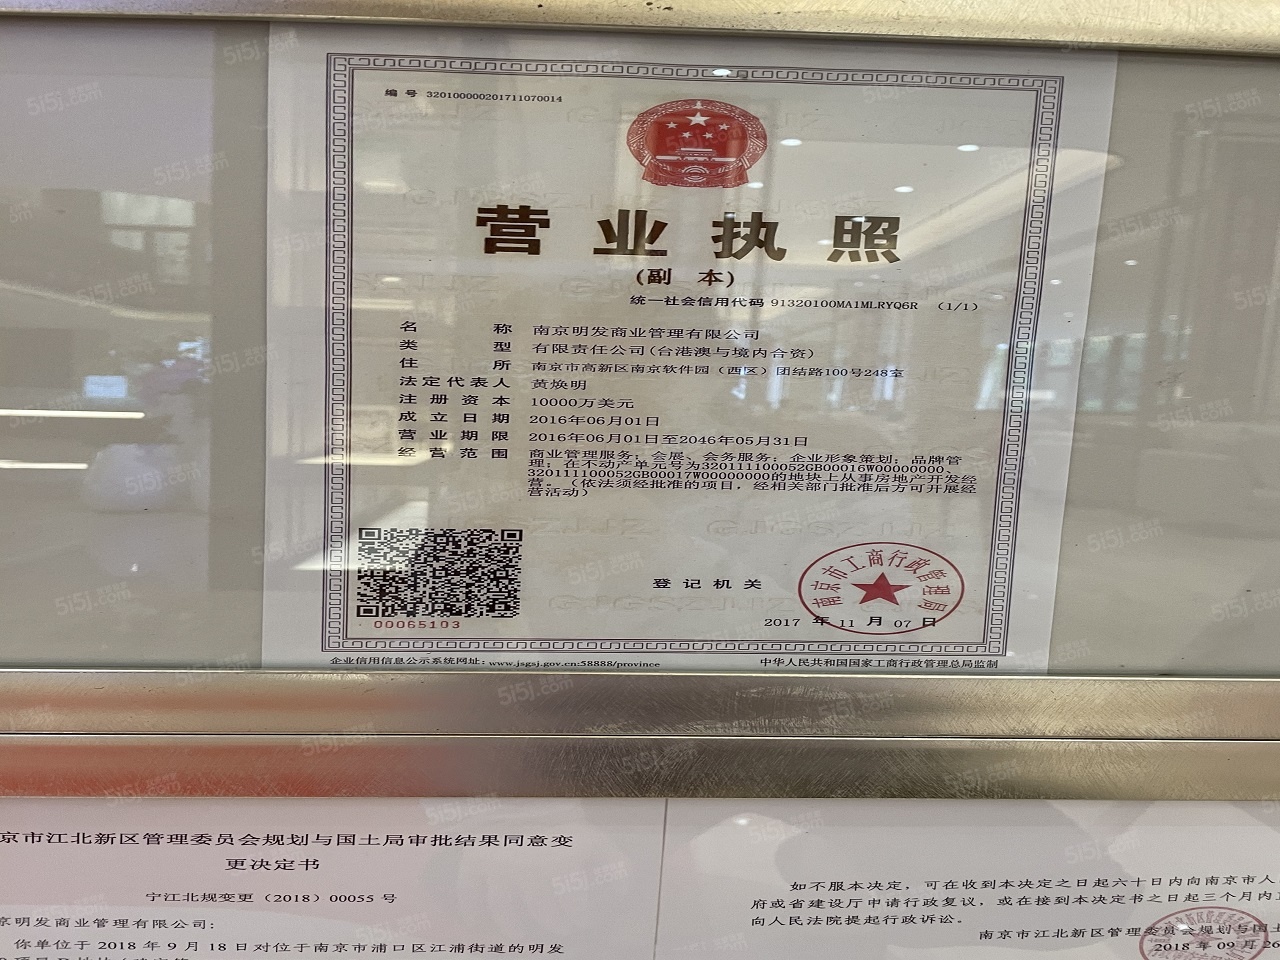 编号 320100000201711070014
营业执照
(副 本)
统一社会信用代码 91320100MA1MLRYQ6R (1/1)
名称 南京明发商业管理有限公司
类型 有限责任公司(台港澳与境内合资)
住所 南京市高新区南京软件园（西区）团结路100号248室
法定代表人 黄焕明
注册资本 10000万美元
成立日期 2016年06月01日
营业期限 2016年06月01日至2046年05月31日
经营范围 商业管理服务；会展、会务服务；企业形象策划；品牌管
理；在不动产单元号为320111100052GB00016W00000000、
320111100052GB00017W00000000的地块上从事房地产开发经
营。（依法须经批准的项目，经相关部门批准后方可开展经
营活动）
登记机关
南京市工商行政管理局
2017 年 11 月 07 日
00065103
企业信用信息公示系统网址：www.jsgsj.gov.cn:58888/province
中华人民共和国国家工商行政管理总局监制
京市江北新区管理委员会规划与国土局审批结果同意变
更决定书
宁江北规变更（2018）00055 号
京明发商业管理有限公司：
你单位于 2018 年 9 月 18 日对位于南京市浦口区江浦街道的明发
如不服本决定，可在收到本决定之日起六十日内向南京市人
府或省建设厅申请行政复议，或在接到本决定书之日起三个月内
向人民法院提起行政诉讼。
南京市江北新区管理委员会规划与国土
2018 年 09 月 26
5i5j.com